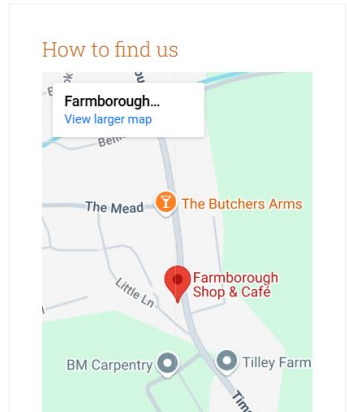 How to find us
Farmborough...
View larger map
The Mead
The Butchers Arms
Farmborough
Shop & Café
Little Ln
BM Carpentry
Tilley Farm